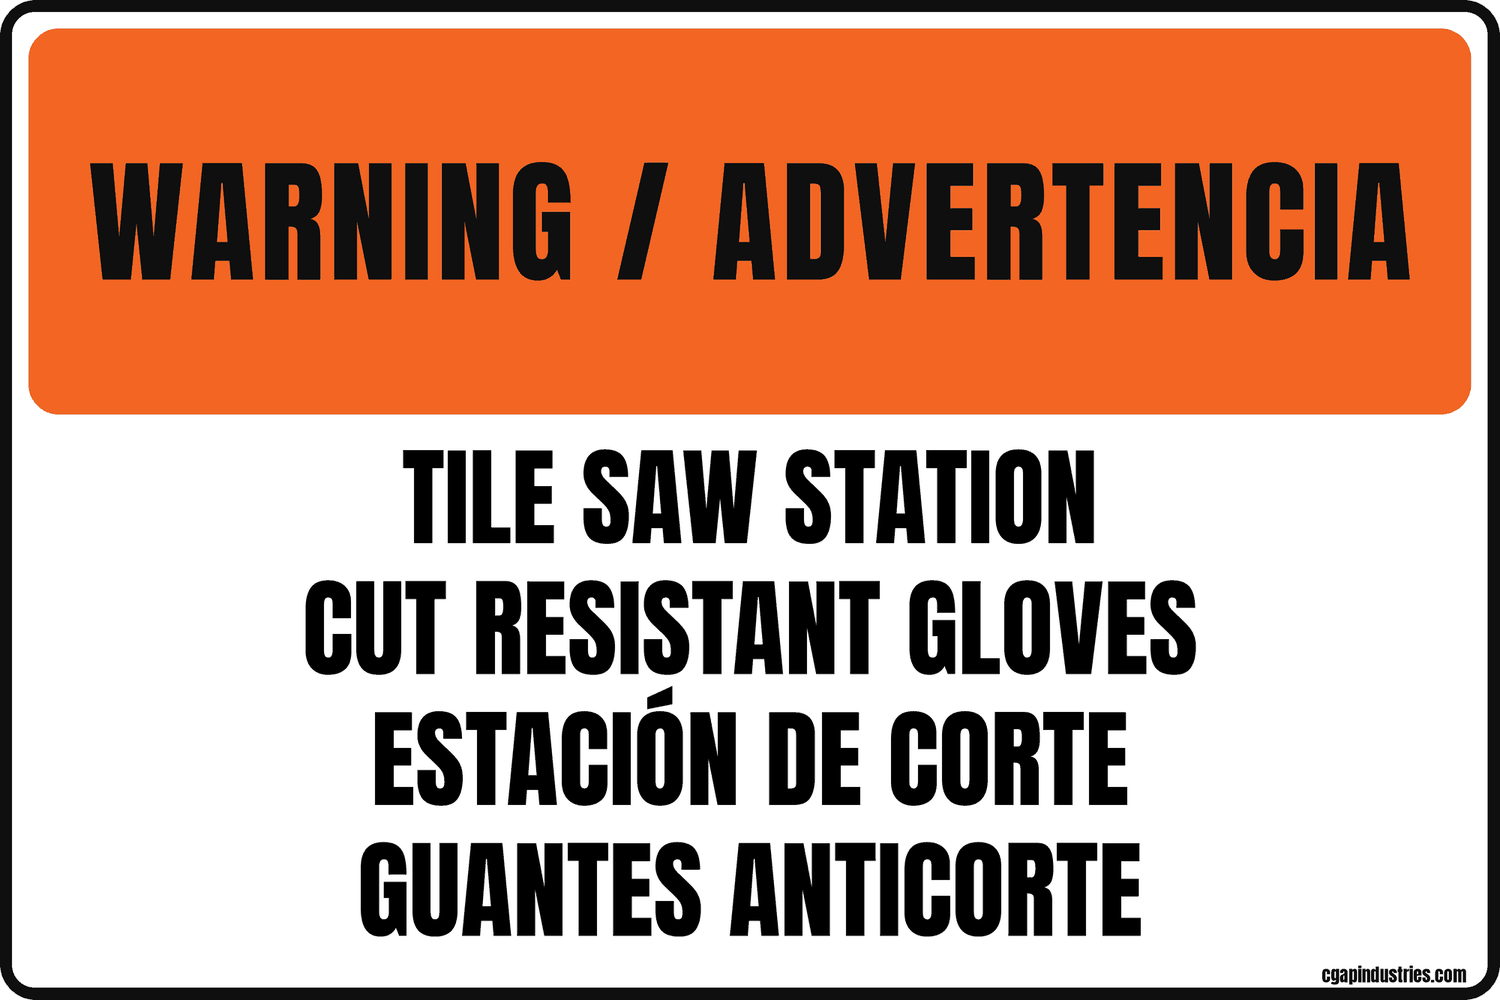 WARNING / ADVERTENCIA
TILE SAW STATION
CUT RESISTANT GLOVES
ESTACIÓN DE CORTE
GUANTES ANTICORTE
cgapindustries.com